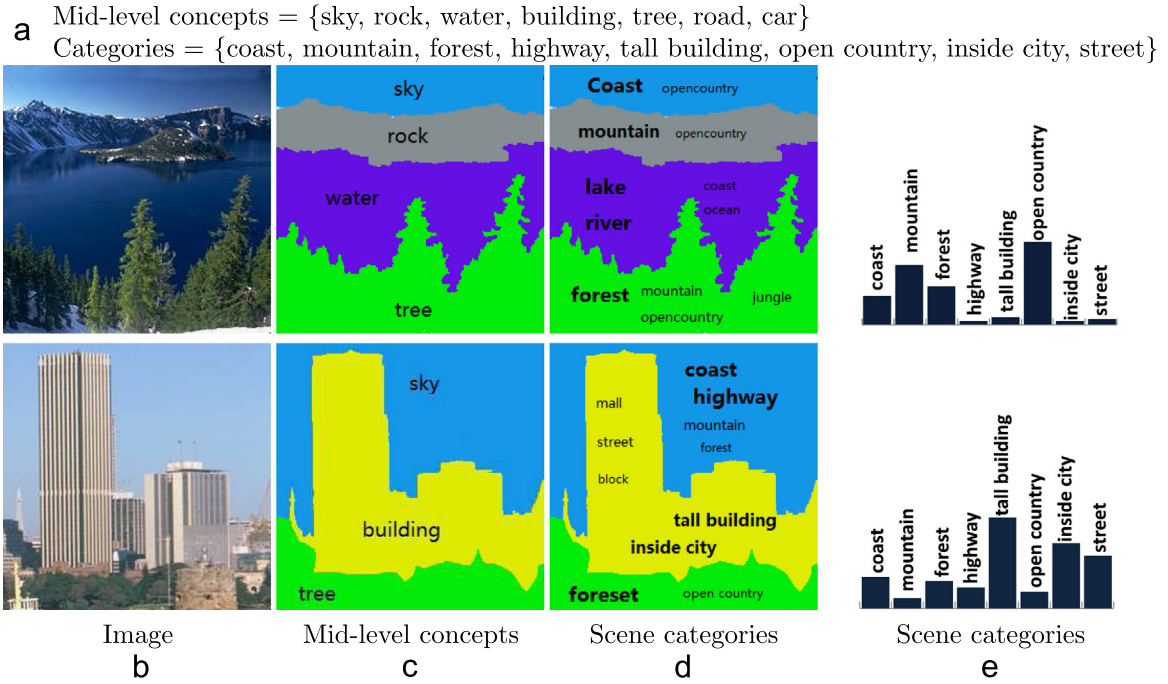 a
Mid-level concepts = {sky, rock, water, building, tree, road, car}
Categories = {coast, mountain, forest, highway, tall building, open country, inside city, street}
sky
rock
water
tree
Coast opencountry
mountain opencountry
lake coast
river ocean
forest mountain jungle
opencountry
coast
mountain
forest
highway
tall building
open country
inside city
street
sky
building
tree
coast
highway
mall
mountain
street
forest
block
tall building
inside city
foreset open country
coast
mountain
forest
highway
tall building
open country
inside city
street
Image Mid-level concepts Scene categories Scene categories
b c d e